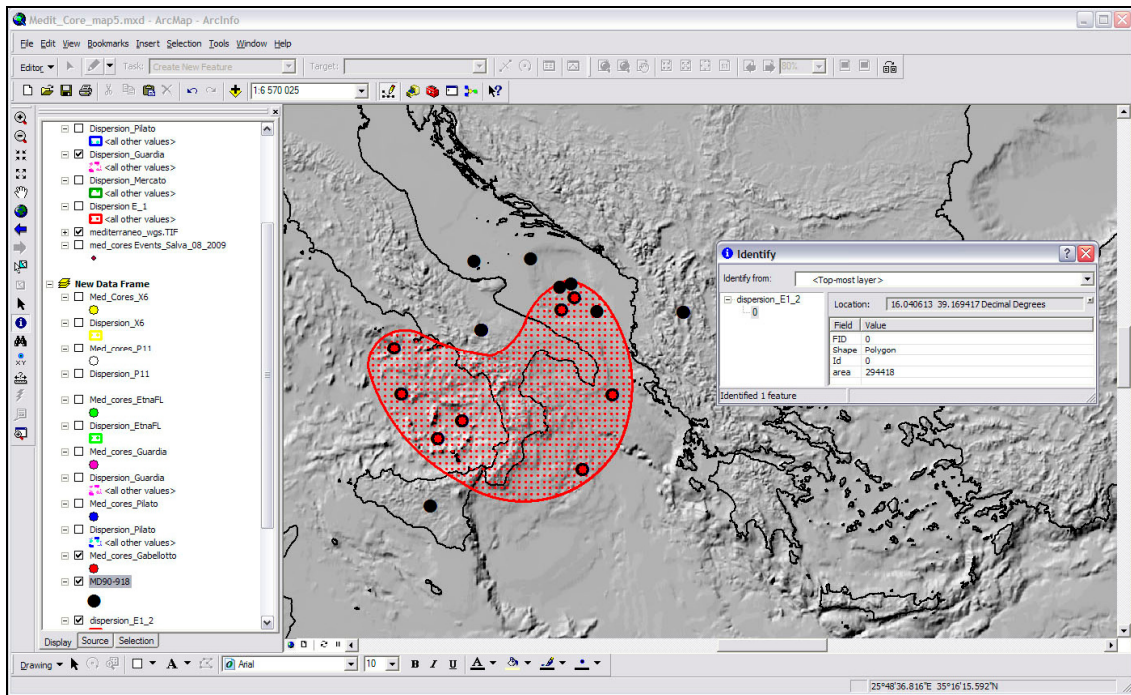 Medit_Core_map5.mxd - ArcMap - ArcInfo
File Edit View Bookmarks Insert Selection Tools Window Help
Editor Task: Create New Feature Target: 80%
1:6 570 025
Dispersion_Pilato
<all other values>
Dispersion_Guardia
<all other values>
Dispersion_Mercato
<all other values>
Dispersion E_1
<all other values>
mediterraneo_wgs.TIF
med_cores Events_Salva_08_2009
New Data Frame
Med_Cores_X6
Dispersion_X6
Med_cores_P11
Dispersion_P11
Med_cores_EtnaFL
Dispersion_EtnaFL
Med_cores_Guardia
Dispersion_Guardia
<all other values>
Med_cores_Pilato
Dispersion_Pilato
<all other values>
Med_cores_Gabellotto
MD90-918
dispersion_E1_2
Display Source Selection
Identify
Identify from: <Top-most layer>
dispersion_E1_2
0
Location: 16.040613 39.169417 Decimal Degrees
Field Value
FID 0
Shape Polygon
Id 0
area 294418
Identified 1 feature
Drawing A Arial 10 B I U A
25°48'36.816"E 35°16'15.592"N